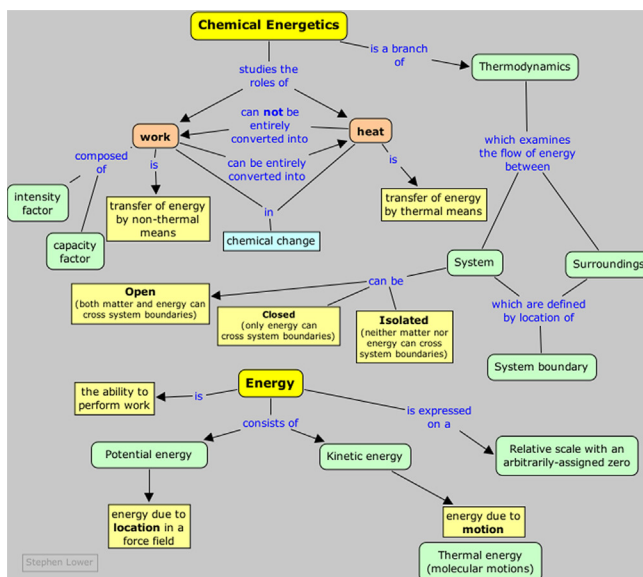 Chemical Energetics
is a branch
of
Thermodynamics
studies the
roles of
can not be
entirely
converted into
work
heat
can be entirely
converted into
which examines
the flow of energy
between
composed
of
is
is
intensity
factor
capacity
factor
transfer of energy
by non-thermal
means
in
chemical change
transfer of energy
by thermal means
System
Surroundings
can be
Open
(both matter and energy can
cross system boundaries)
Closed
(only energy can
cross system boundaries)
Isolated
(neither matter nor
energy can cross
system boundaries)
which are defined
by location of
System boundary
Energy
the ability to
perform work
is
is expressed
on a
consists of
Potential energy
Kinetic energy
Relative scale with an
arbitrarily-assigned zero
energy due to
location in a
force field
energy due to
motion
Thermal energy
(molecular motions)
Stephen Lower